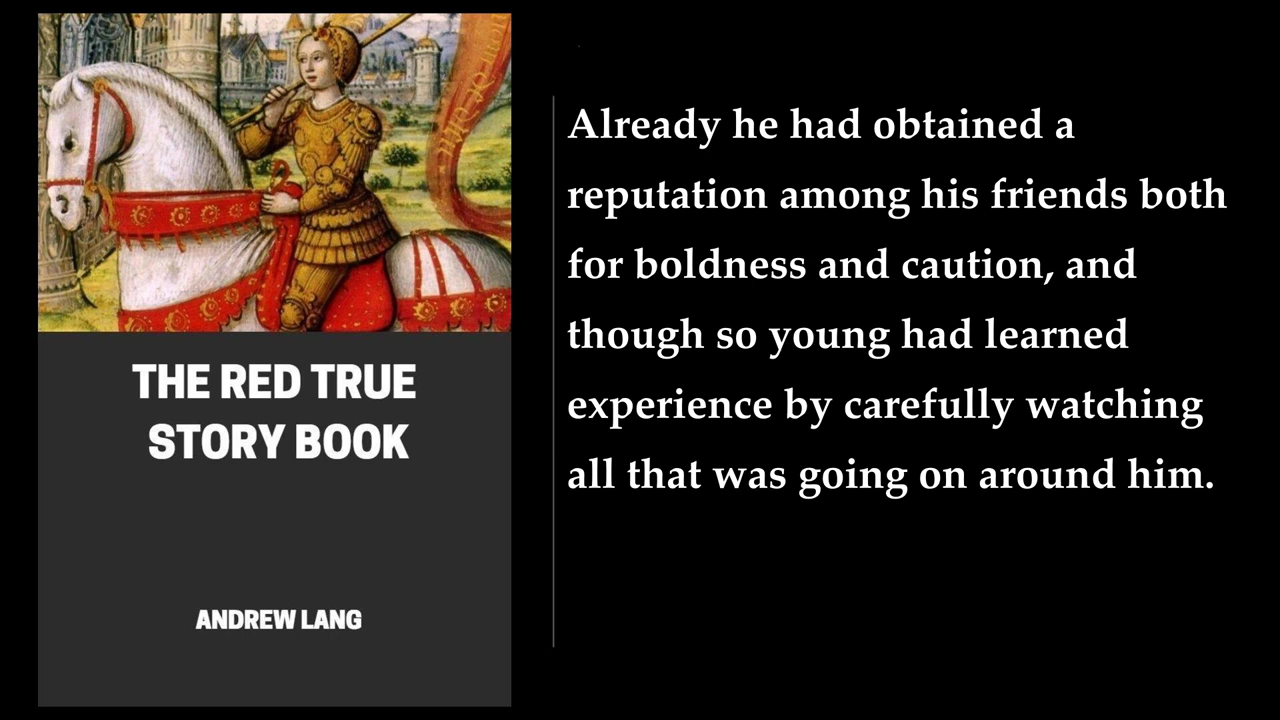 THE RED TRUE
STORY BOOK
ANDREW LANG
Already he had obtained a
reputation among his friends both
for boldness and caution, and
though so young had learned
experience by carefully watching
all that was going on around him.